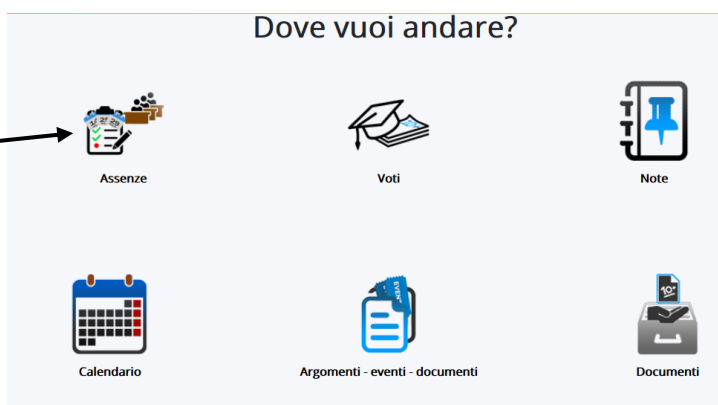 Dove vuoi andare?
Assenze
Voti
Note
Calendario
Argomenti - eventi - documenti
Documenti